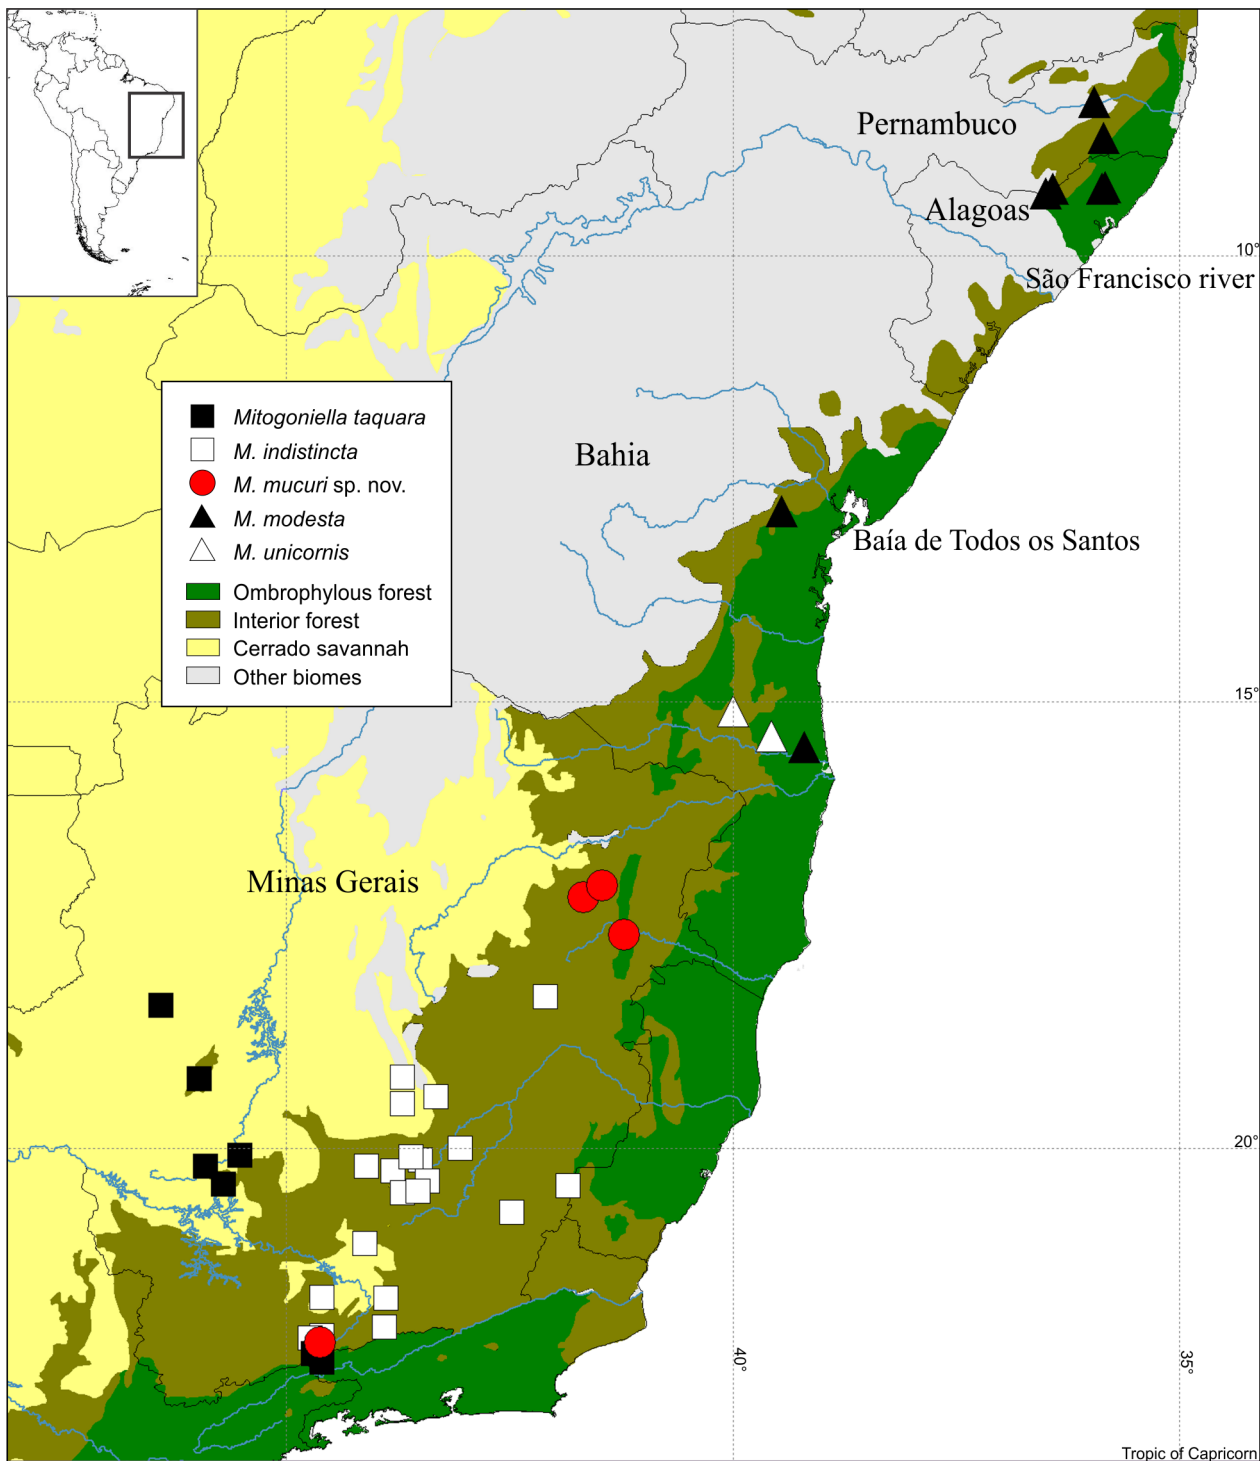 Pernambuco
Alagoas
10°
São Francisco river
Mitogoniella taquara
M. indistincta
M. mucuri sp. nov.
M. modesta
M. unicornis
Ombrophylous forest
Interior forest
Cerrado savannah
Other biomes
Bahia
Baía de Todos os Santos
15°
Minas Gerais
20°
40°
35°
Tropic of Capricorn